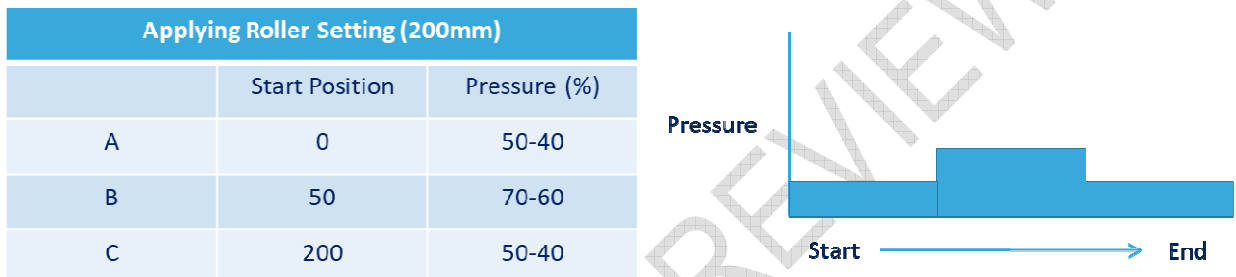 Applying Roller Setting (200mm)
Start Position Pressure (%)
A 0 50-40
B 50 70-60
C 200 50-40
Pressure
Start End
REVIEW